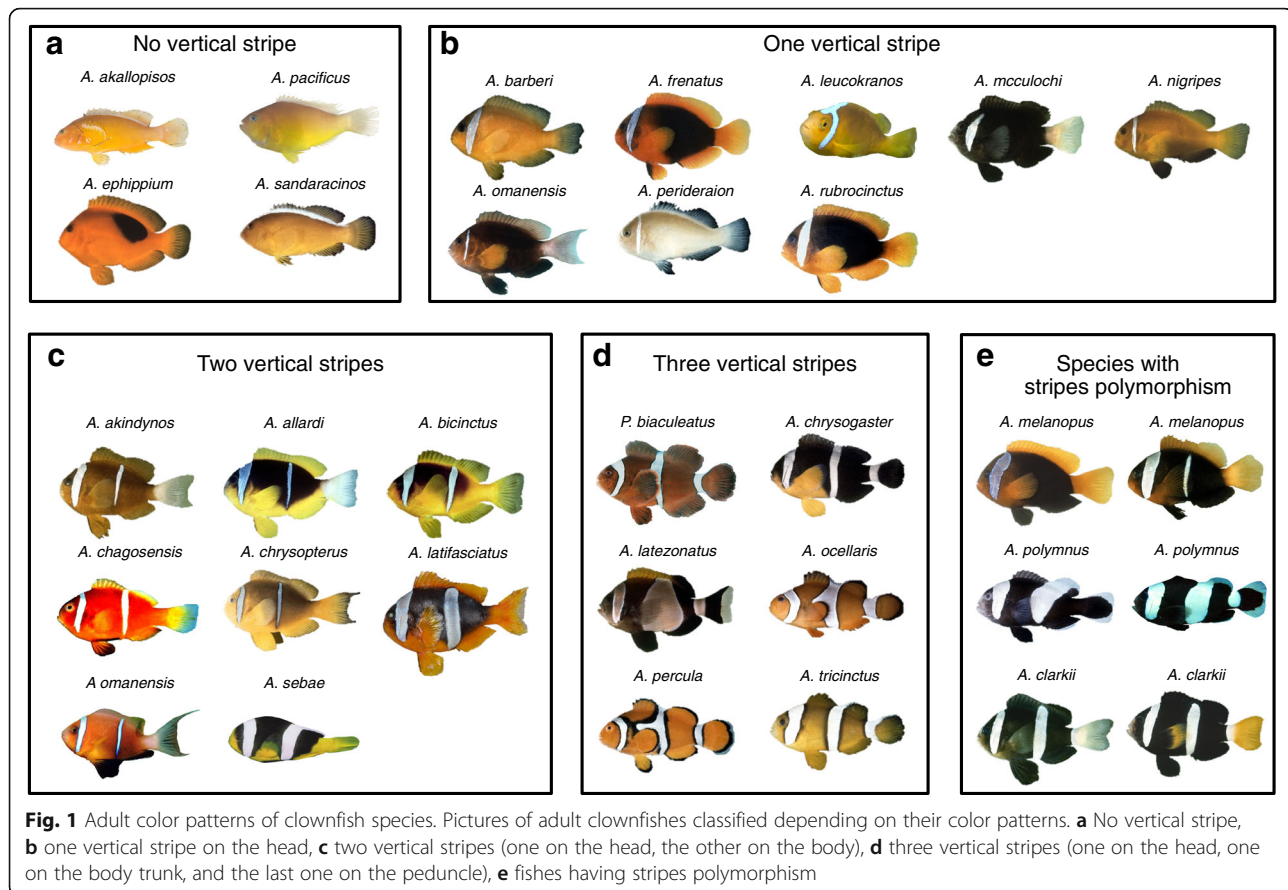 a
No vertical stripe
A. akallopisos A. pacificus
A. ephippium A. sandaracinos
b
One vertical stripe
A. barberi A. frenatus A. leucokranos A. mcculochi A. nigripes
A. omanensis A. perideraion A. rubrocinctus
c
Two vertical stripes
A. akindynos A. allardi A. bicinctus
A. chagosensis A. chrysopterus A. latifasciatus
A omanensis A. sebae
d
Three vertical stripes
P. biaculeatus A. chrysogaster
A. latezonatus A. ocellaris
A. percula A. tricinctus
e
Species with
stripes polymorphism
A. melanopus A. melanopus
A. polymnus A. polymnus
A. clarkii A. clarkii
Fig. 1 Adult color patterns of clownfish species. Pictures of adult clownfishes classified depending on their color patterns. a No vertical stripe,
b one vertical stripe on the head, c two vertical stripes (one on the head, the other on the body), d three vertical stripes (one on the head, one
on the body trunk, and the last one on the peduncle), e fishes having stripes polymorphism